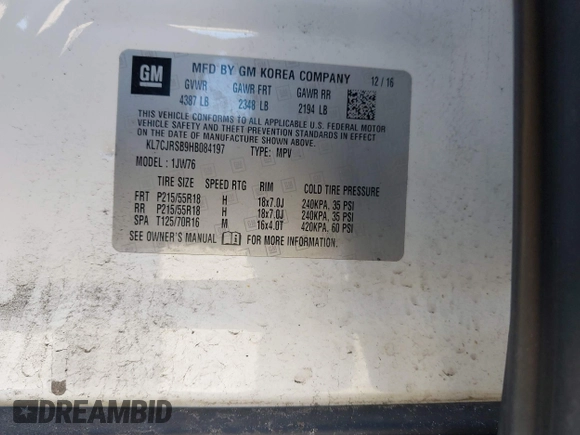 GM
MFD BY GM KOREA COMPANY 12/16
GVWR GAWR FRT GAWR RR
4387 LB 2348 LB 2194 LB
THIS VEHICLE CONFORMS TO ALL APPLICABLE U.S. FEDERAL MOTOR
VEHICLE SAFETY, BUMPER, AND THEFT PREVENTION STANDARDS IN EFFECT
ON THE DATE OF MANUFACTURE SHOWN ABOVE.
KL7CJRSB9HB084197 TYPE: MPV
MODEL: 1JW76
TIRE SIZE SPEED RTG RIM COLD TIRE PRESSURE
FRT P215/55R18 H 18x7.0J 240KPA, 35 PSI
RR P215/55R18 H 18x7.0J 240KPA, 35 PSI
SPA T125/70R16 M 16x4.0T 420KPA, 60 PSI
SEE OWNER'S MANUAL FOR MORE INFORMATION.
DREAMBID